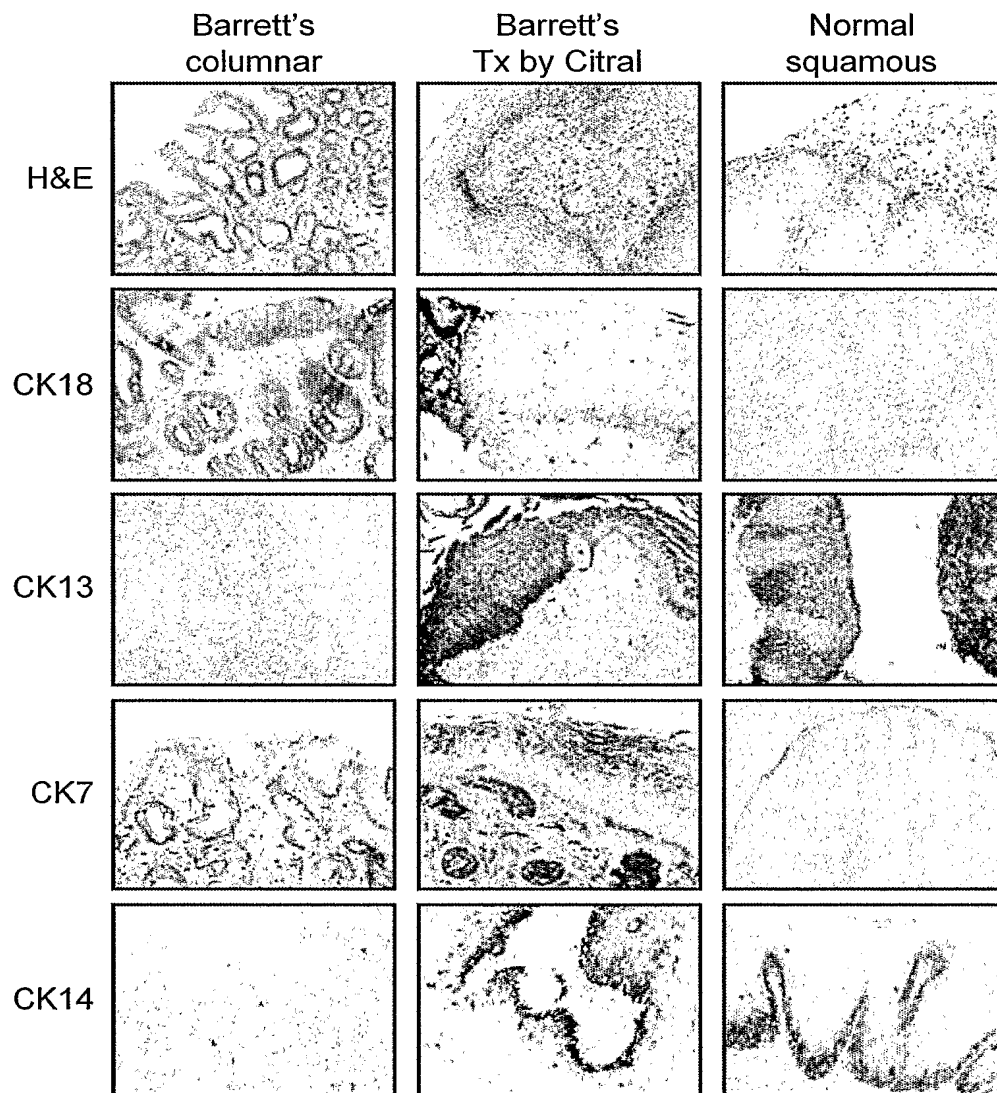 Barrett's
columnar
Barrett's
Tx by Citral
Normal
squamous
H&E
CK18
CK13
CK7
CK14